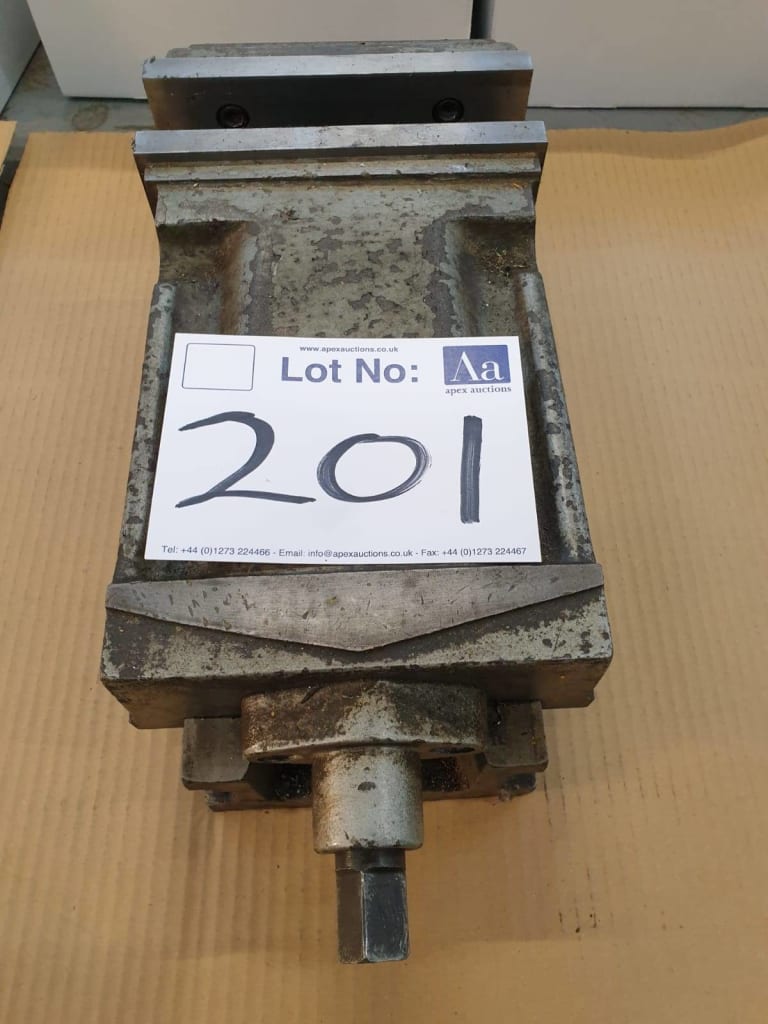 www.apexauctions.co.uk
Lot No:
Aa
apex auctions
201
Tel: +44 (0)1273 224466 - Email: info@apexauctions.co.uk - Fax: +44 (0)1273 224467